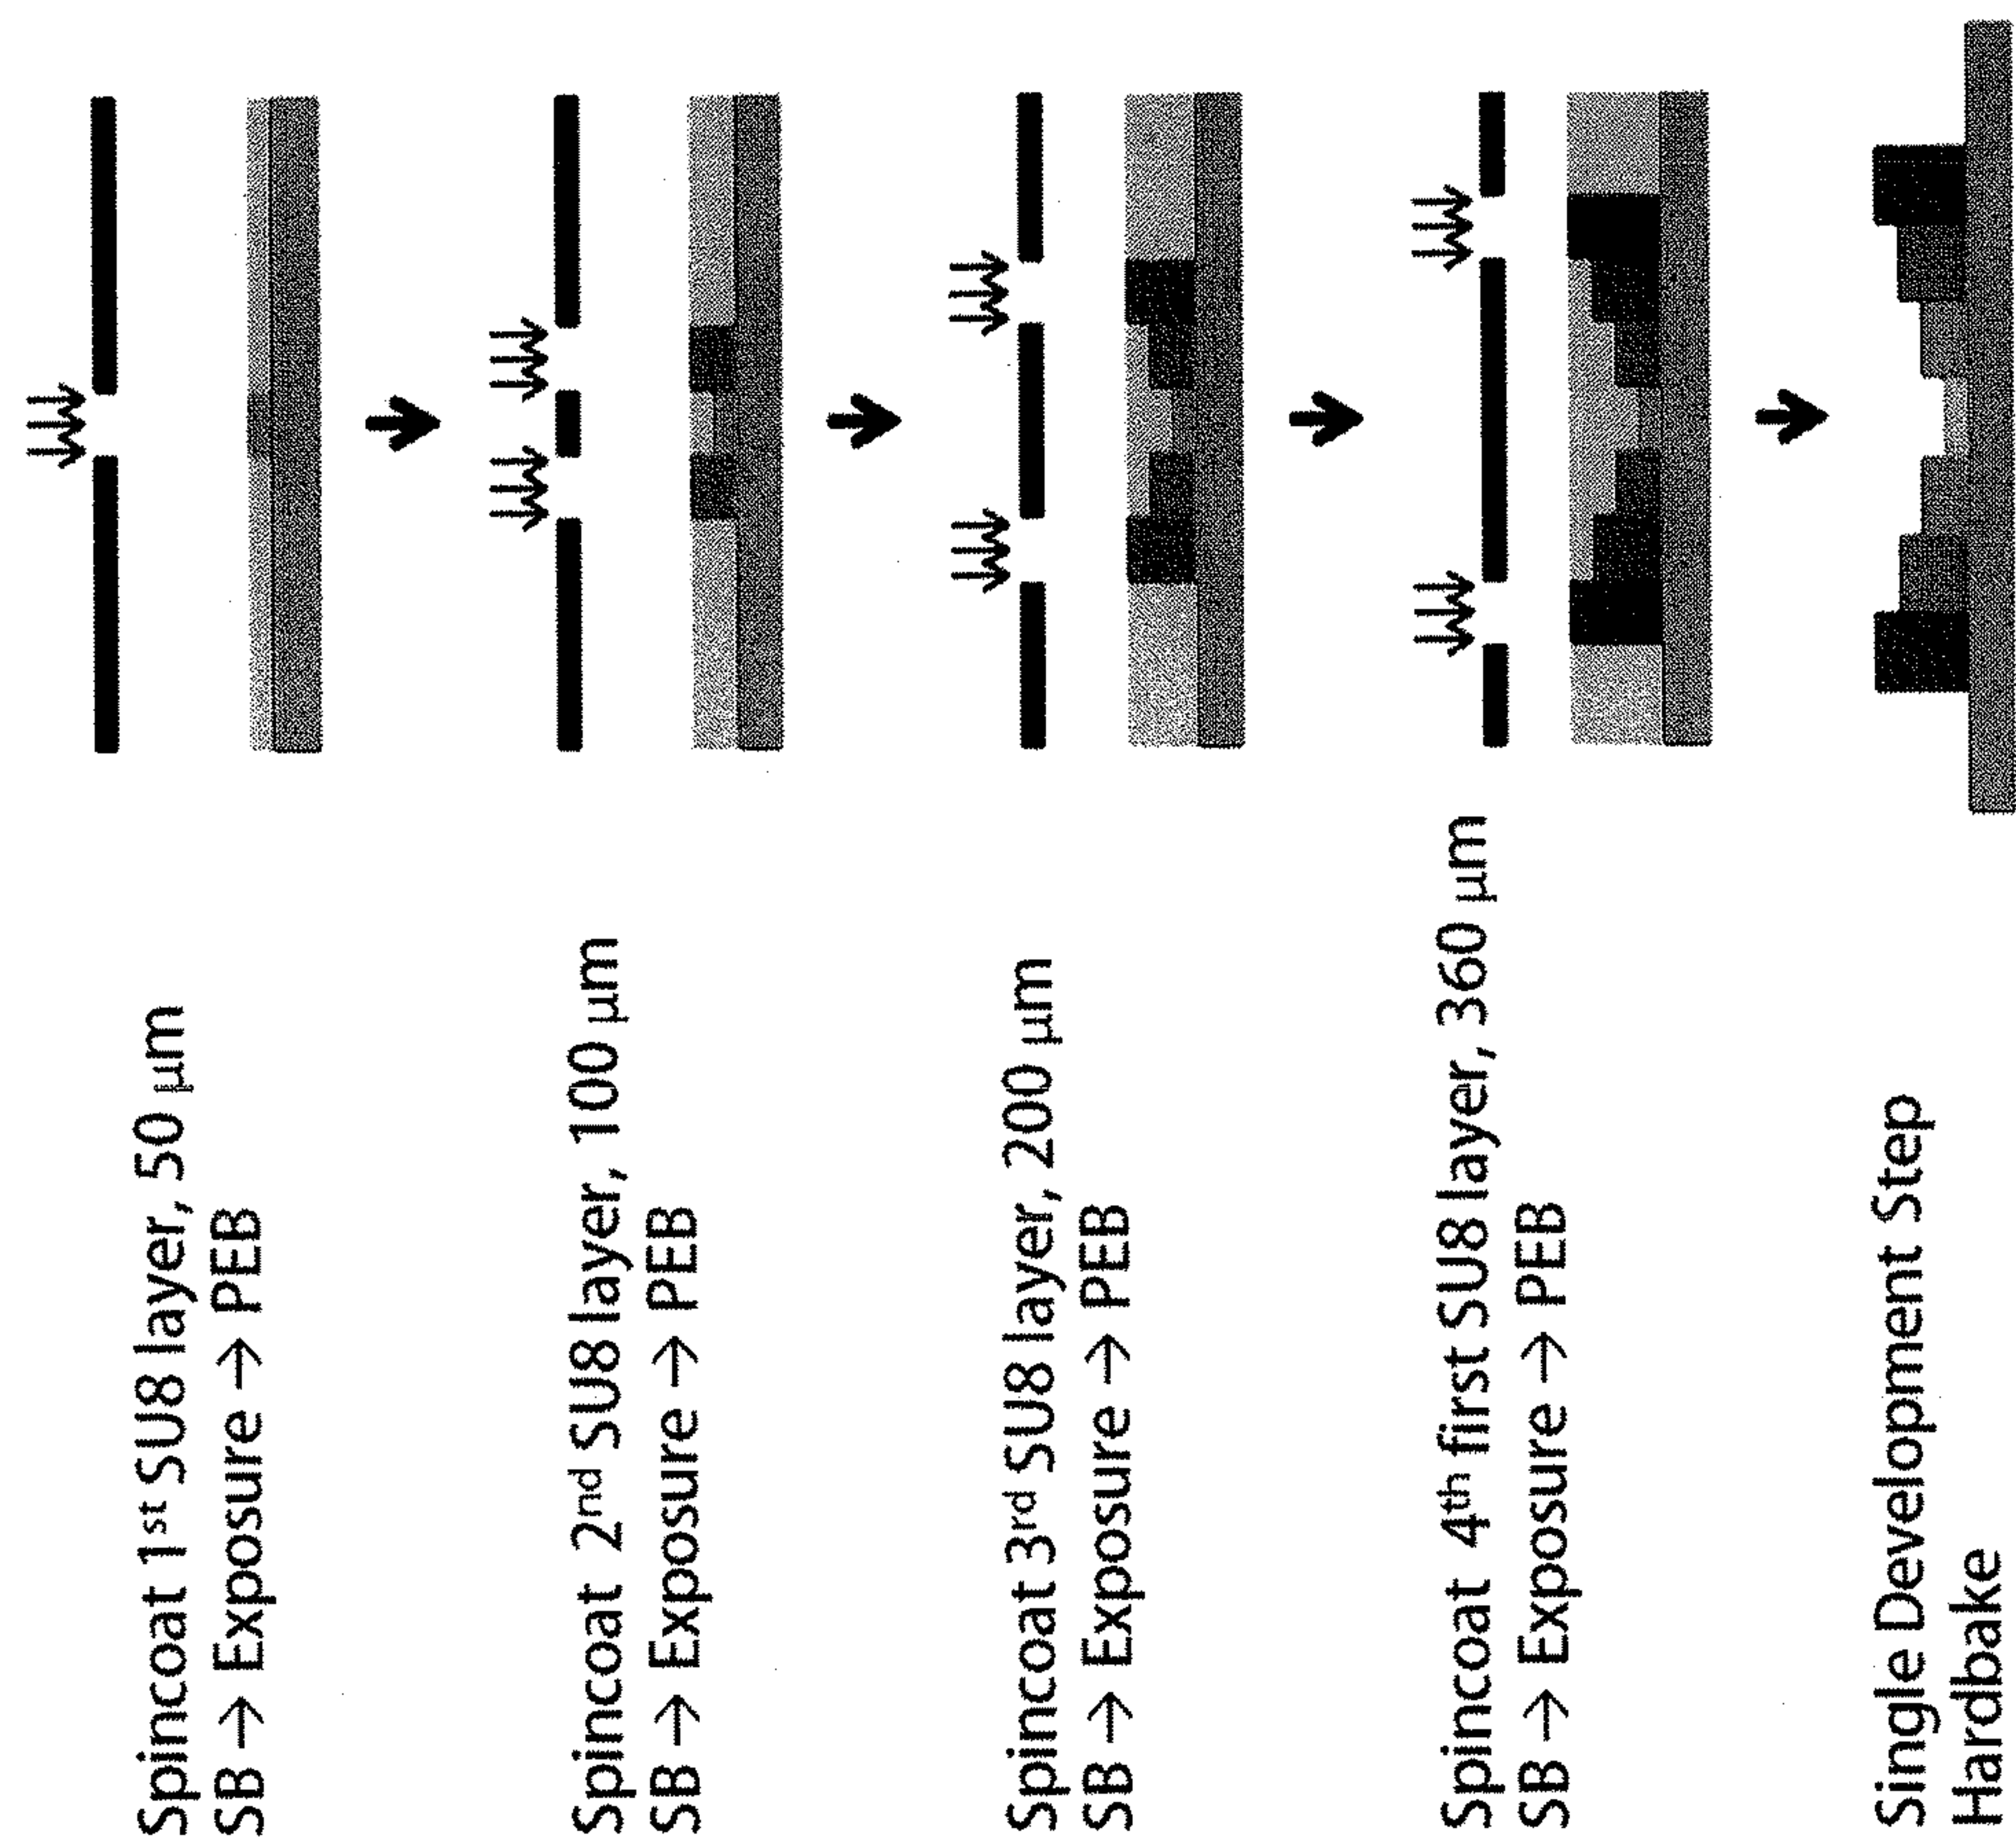 Spincoat 1st SU8 layer, 50 µm
SB → Exposure → PEB
Spincoat 2nd SU8 layer, 100 µm
SB → Exposure → PEB
Spincoat 3rd SU8 layer, 200 µm
SB → Exposure → PEB
Spincoat 4th first SU8 layer, 360 µm
SB → Exposure → PEB
Single Development Step
Hardbake